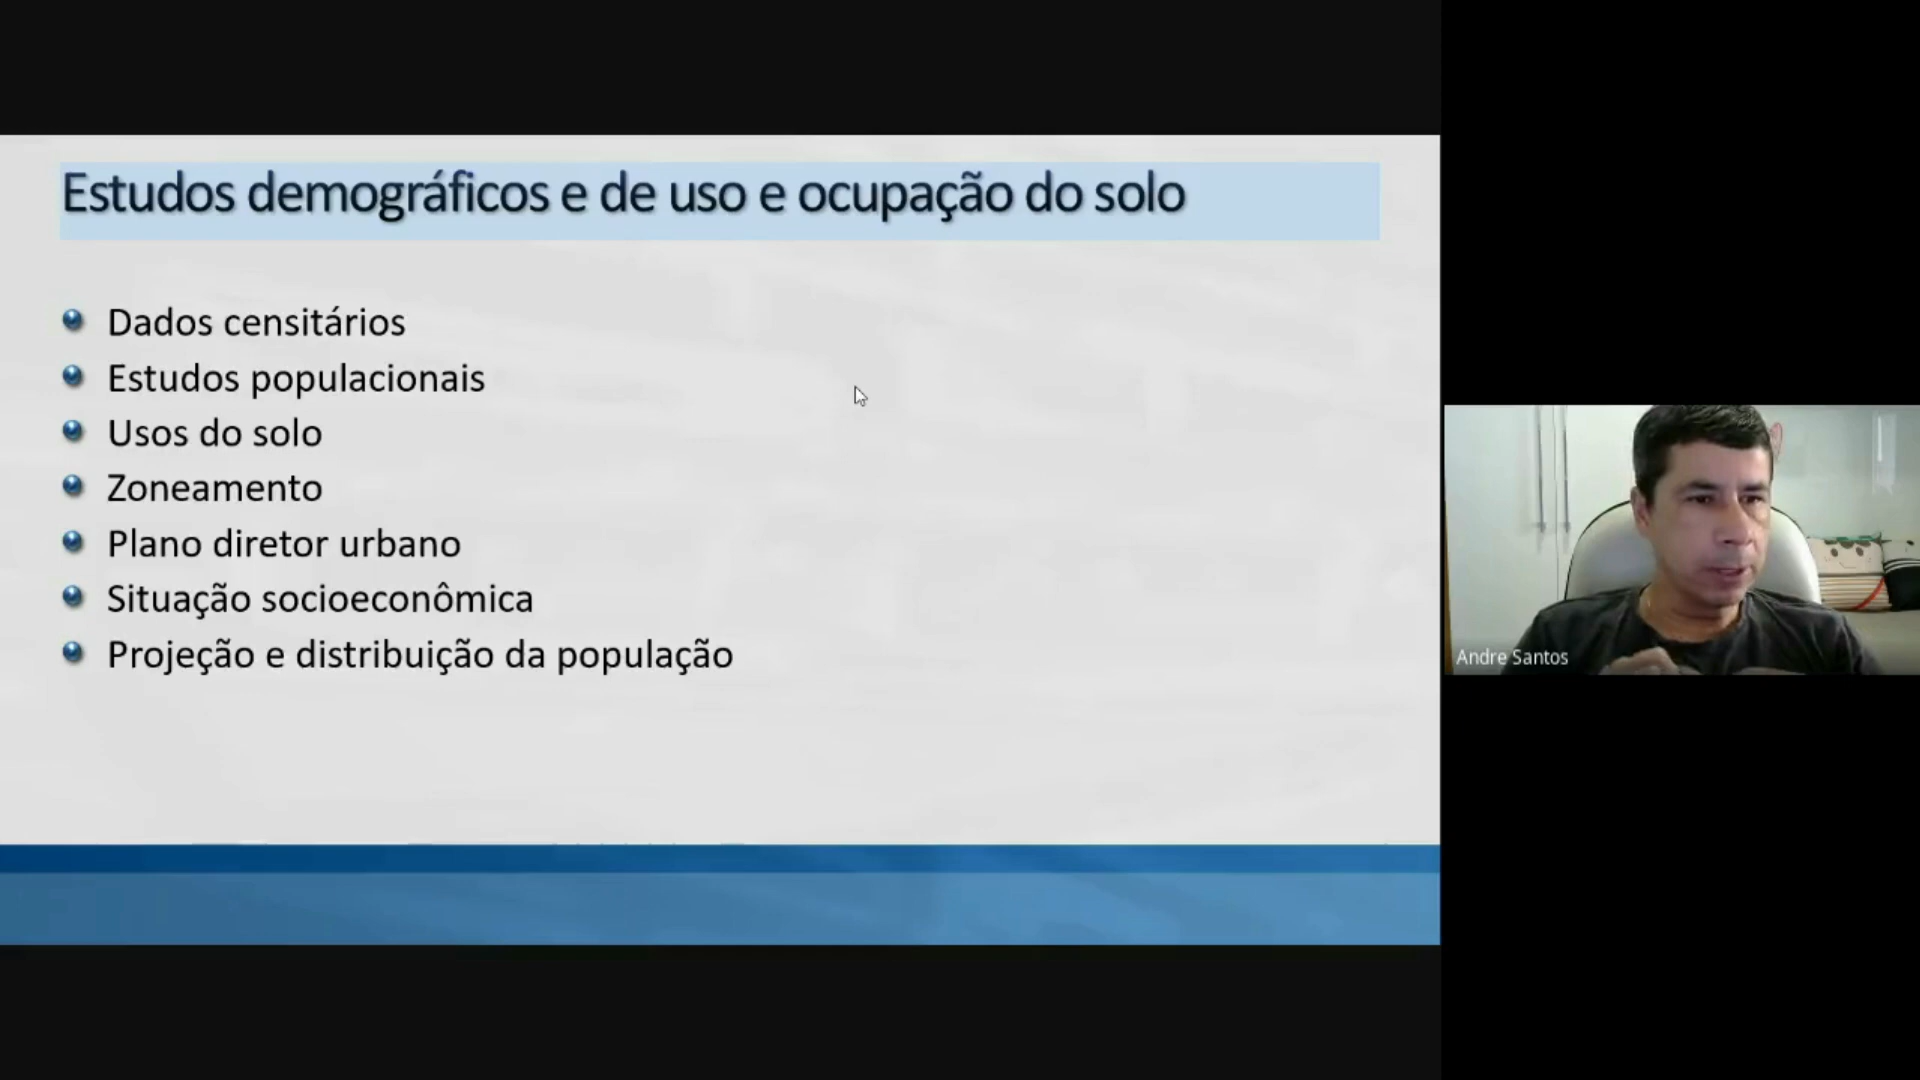 Estudos demográficos e de uso e ocupação do solo
Dados censitários
Estudos populacionais
Usos do solo
Zoneamento
Plano diretor urbano
Situação socioeconômica
Projeção e distribuição da população
Andre Santos